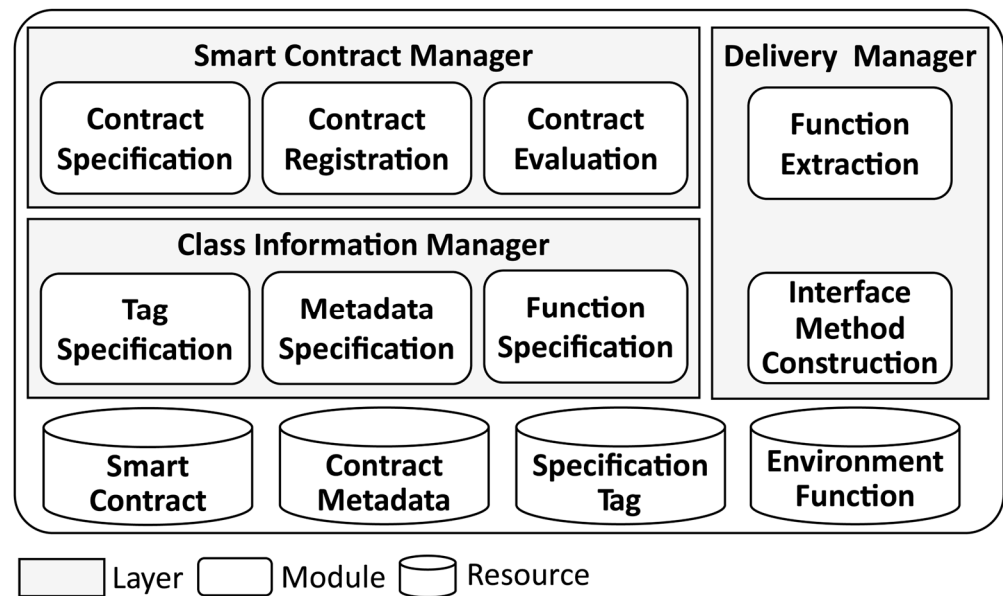 Smart Contract Manager
Contract
Specification
Contract
Registration
Contract
Evaluation
Delivery Manager
Function
Extraction
Interface
Method
Construction
Class Information Manager
Tag
Specification
Metadata
Specification
Function
Specification
Smart
Contract
Contract
Metadata
Specification
Tag
Environment
Function
Layer
Module
Resource